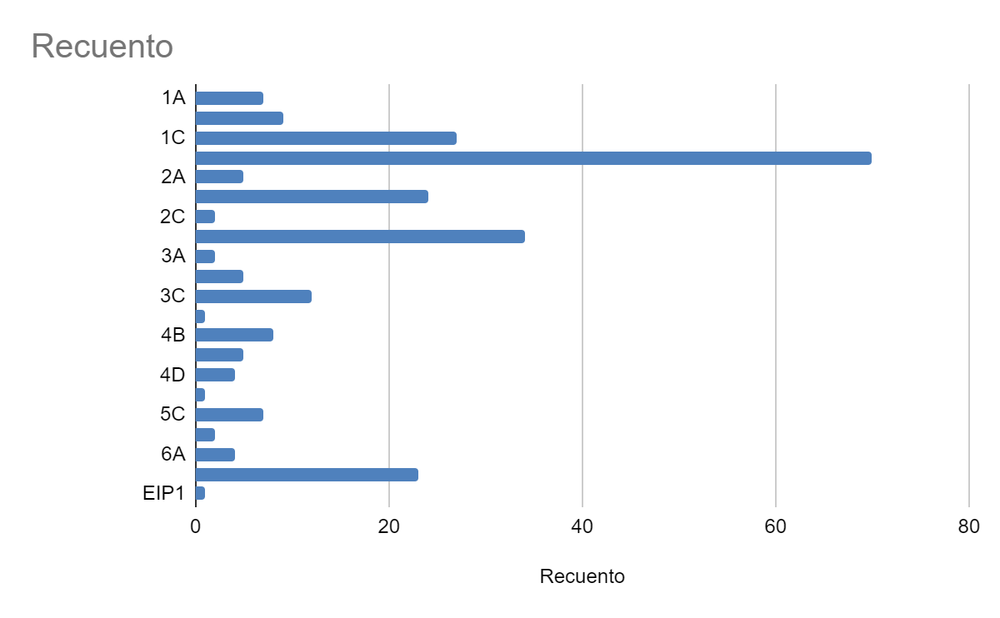 Recuento
1A
1C
2A
2C
3A
3C
4B
4D
5C
6A
EIP1
0 20 40 60 80
Recuento